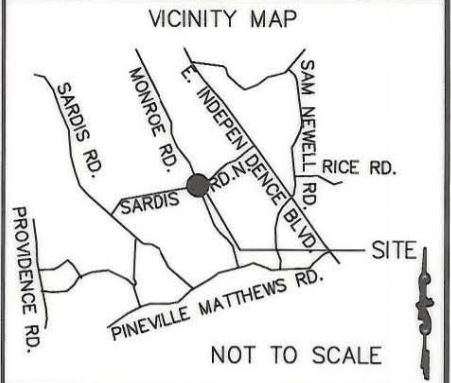 VICINITY MAP
SARDIS RD.
MONROE RD.
E. INDEPENDENCE BLVD.
SAM NEWELL RD.
RICE RD.
SARDIS RD.N.
PROVIDENCE RD.
SITE
PINEVILLE MATTHEWS RD.
NOT TO SCALE